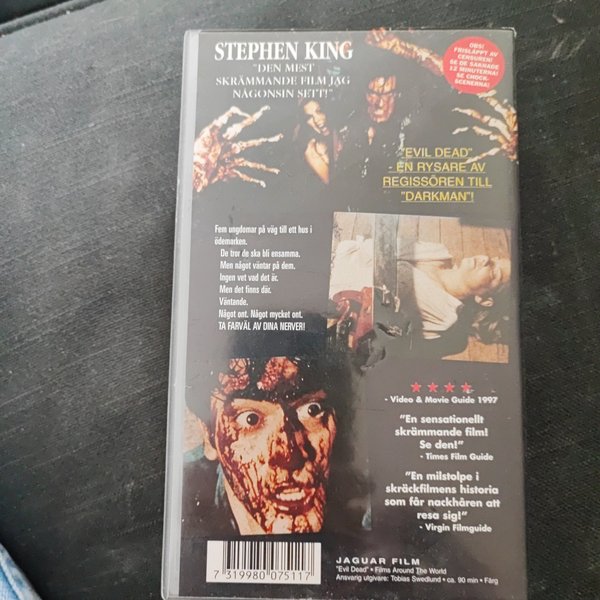 STEPHEN KING
"DEN MEST
SKRÄMMANDE FILM JAG
NÅGONSIN SETT!"
OBS!
FRISLÄPPT AV
CENSUREN!
SE DE SAKNADE
12 MINUTERNA!
SE CHOCK-
SCENERNA!
"EVIL DEAD"
- EN RYSARE AV
REGISSÖREN TILL
"DARKMAN"!
Fem ungdomar på väg till ett hus i
ödemarken.
De tror de ska bli ensamma.
Men något väntar på dem.
Ingen vet vad det är.
Men det finns där.
Väntande.
Något ont. Något mycket ont.
TA FARVÄL AV DINA NERVER!
- Video & Movie Guide 1997
"En sensationellt
skrämmande film!
Se den!"
- Times Film Guide
"En milstolpe i
skräckfilmens historia
som får nackhåren att
resa sig!"
- Virgin Filmguide
7 319980 075117
JAGUAR FILM
"Evil Dead" • Films Around The World
Ansvarig utgivare: Tobias Swedlund • ca. 90 min • Färg